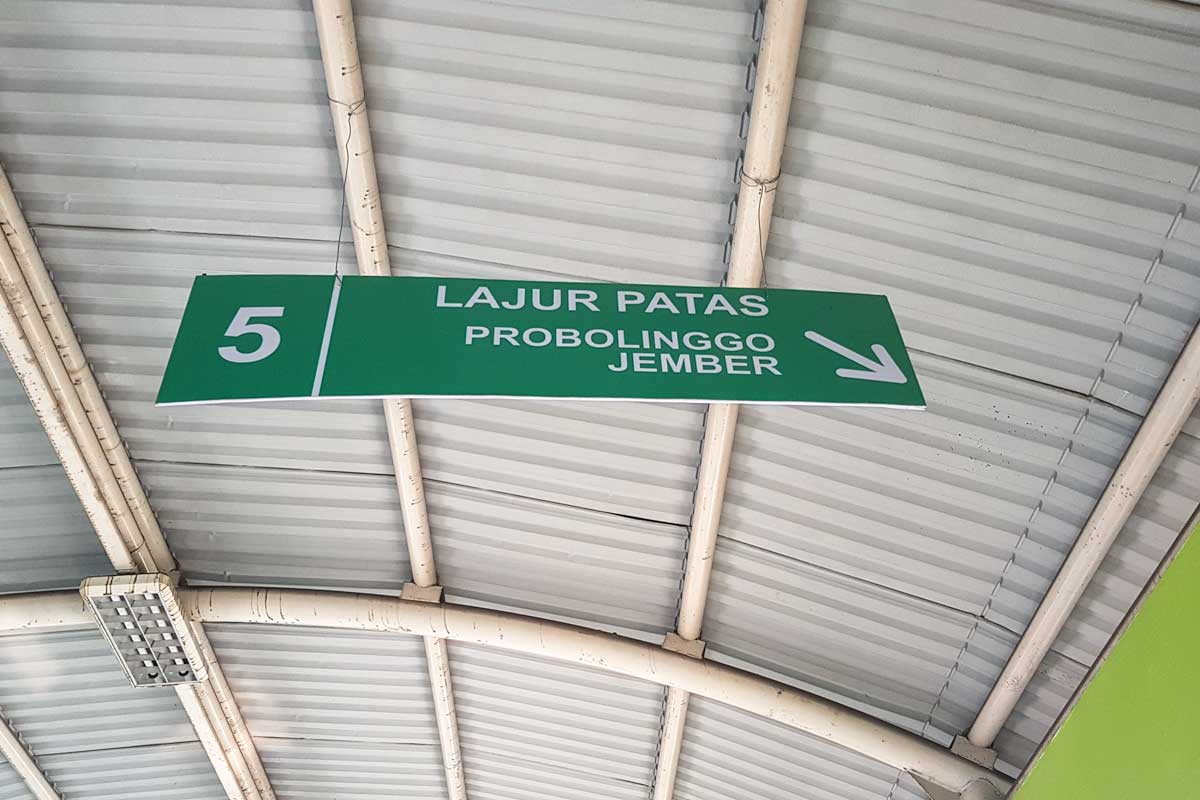 5
LAJUR PATAS
PROBOLINGGO
JEMBER